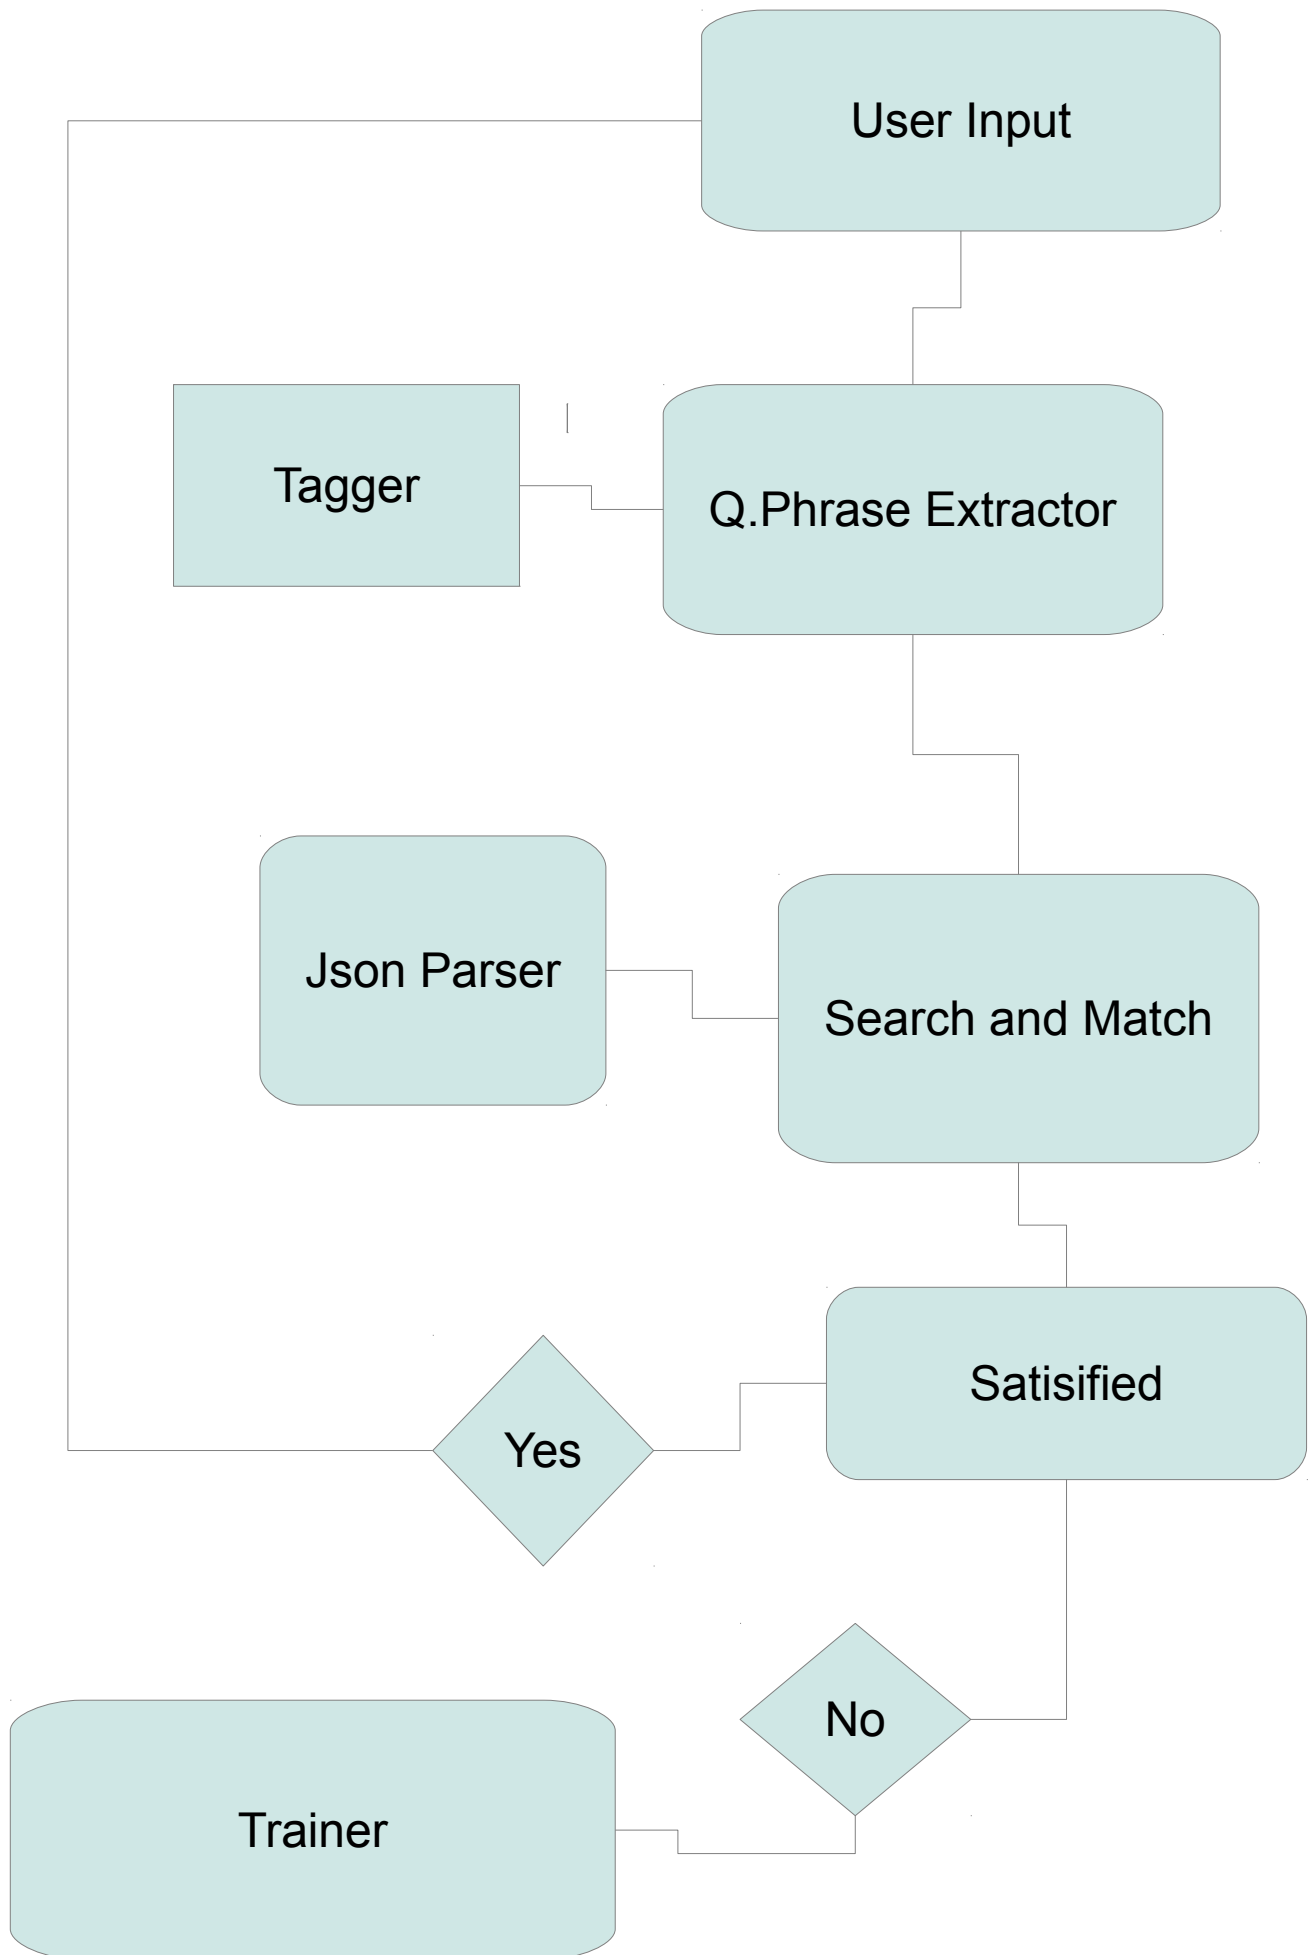 User Input
Tagger
Q.Phrase Extractor
Json Parser
Search and Match
Satisified
Yes
No
Trainer